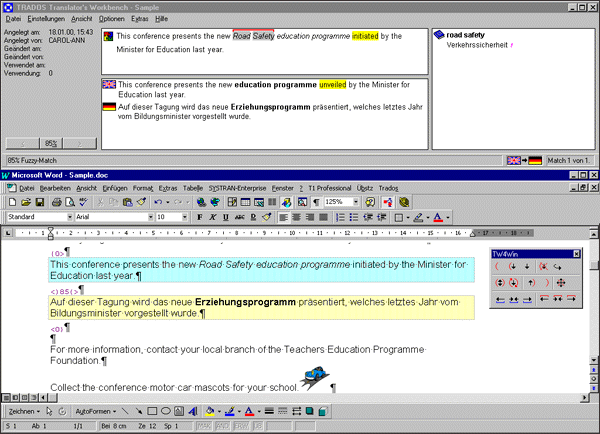 TRADOS Translator's Workbench - Sample
Datei Einstellungen Ansicht Optionen Extras ?
Angelegt am: 18.01.00, 15:43
Angelegt von: CAROL-ANN
Geändert am:
Geändert von:
Verwendet am:
Verwendung: 0
This conference presents the new Road Safety education programme initiated by the
Minister for Education last year.
This conference presents the new education programme unveiled by the Minister for
Education last year.
Auf dieser Tagung wird das neue Erziehungsprogramm präsentiert, welches letztes Jahr
vom Bildungsminister vorgestellt wurde.
road safety
Verkehrssicherheit f
< 85% >
85% Fuzzy-Match
Match 1 von 1.
Microsoft Word - Sample.doc
Datei Bearbeiten Ansicht Einfügen Format Extras Tabelle SYSTRAN-Enterprise Fenster ? T1 Professional Übstz Trados
125%
Standard Arial 10 F K U
{0>¶
This conference presents the new Road Safety education programme initiated by the Minister for
Education last year.¶
<}85{>¶
Auf dieser Tagung wird das neue Erziehungsprogramm präsentiert, welches letztes Jahr vom
Bildungsminister vorgestellt wurde.¶
<0}¶
¶
For more information, contact your local branch of the Teachers Education Programme
Foundation.¶
Collect the conference motor car mascots for your school. ¶
TW4Win
Zeichnen AutoFormen
S 1 Ab 1 1/1 Bei 8 cm Ze 12 Sp 1 MAK ÄND ERW ÜB